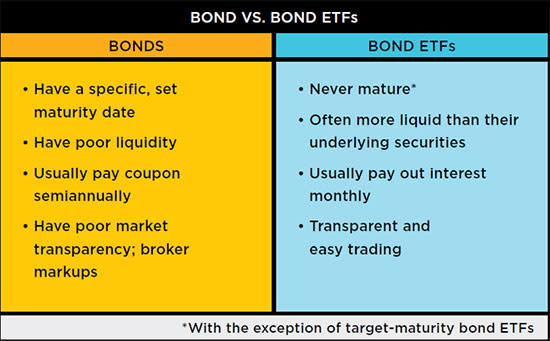 BOND VS. BOND ETFs
BONDS
• Have a specific, set
maturity date
• Have poor liquidity
• Usually pay coupon
semiannually
• Have poor market
transparency; broker
markups
BOND ETFs
• Never mature*
• Often more liquid than their
underlying securities
• Usually pay out interest
monthly
• Transparent and
easy trading
*With the exception of target-maturity bond ETFs